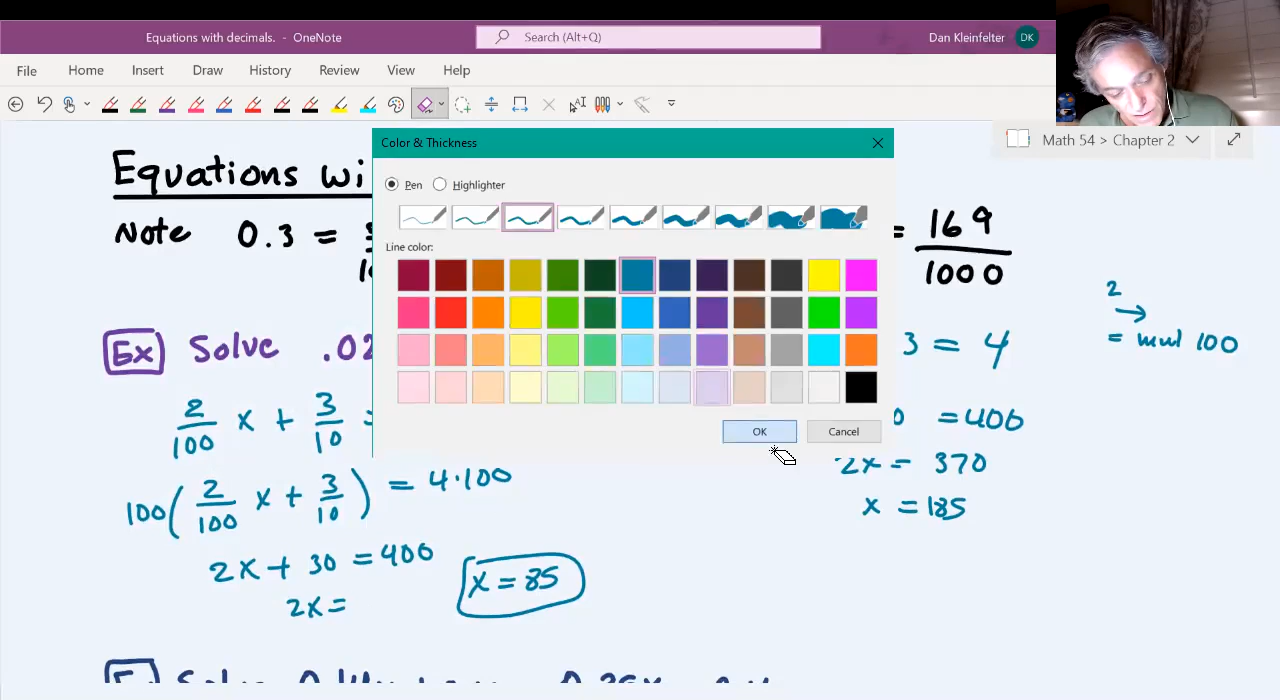 Equations with decimals. - OneNote
Search (Alt+Q)
Dan Kleinfelter DK
File Home Insert Draw History Review View Help
Math 54 > Chapter 2
Color & Thickness
Pen Highlighter
Line color:
OK Cancel
Equations wi
Note 0.3 =
= 169/1000
Ex Solve .02
3 = 4
2 → = mul 100
2/100 x + 3/10 =
0 = 400
100( 2/100 x + 3/10 ) = 4·100
2x = 370
x = 185
2x + 30 = 400
x = 85
2x =